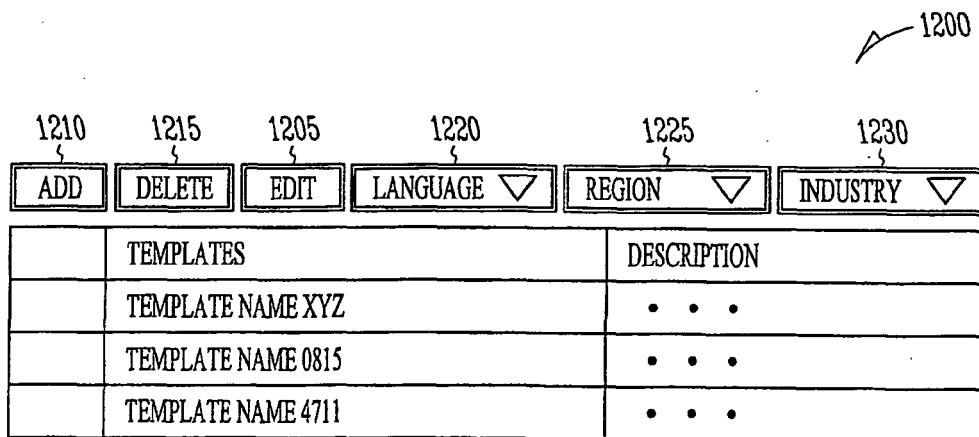 1200
1210 1215 1205 1220 1225 1230
ADD DELETE EDIT LANGUAGE REGION INDUSTRY
TEMPLATES DESCRIPTION
TEMPLATE NAME XYZ • • •
TEMPLATE NAME 0815 • • •
TEMPLATE NAME 4711 • • •